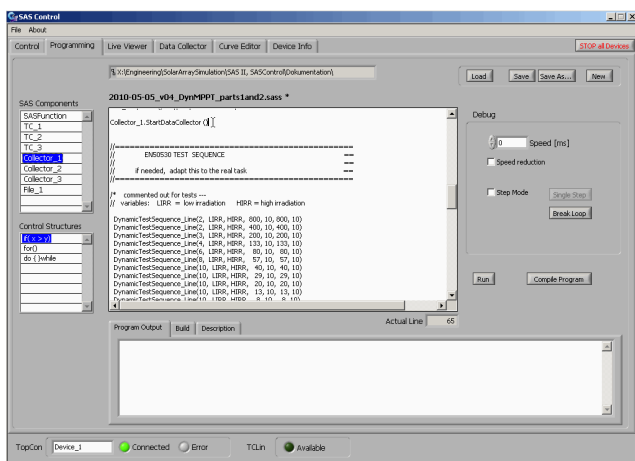 SAS Control
File About
Control Programming Live Viewer Data Collector Curve Editor Device Info STOP all Devices
X:\Engineering\SolarArraySimulation\SAS II, SASControl\Dokumentation\
Load Save Save As... New
2010-05-05_v04_DynMPPT_parts1and2.sass *
SAS Components
SASFunction
TC_1
TC_2
TC_3
Collector_1
Collector_2
Collector_3
File_1
Control Structures
if( x > y)
for()
do { }while
Collector_1.StartDataCollector ()
//========================================================
// EN50530 TEST SEQUENCE ==
// ==
// if needed, adapt this to the real task ==
//========================================================
/* commented out for tests ---
// variables: LIRR = low irradiation HIRR = high irradiation
DynamicTestSequence_Line(2, LIRR, HIRR, 800, 10, 800, 10)
DynamicTestSequence_Line(2, LIRR, HIRR, 400, 10, 400, 10)
DynamicTestSequence_Line(3, LIRR, HIRR, 200, 10, 200, 10)
DynamicTestSequence_Line(4, LIRR, HIRR, 133, 10, 133, 10)
DynamicTestSequence_Line(6, LIRR, HIRR, 80, 10, 80, 10)
DynamicTestSequence_Line(8, LIRR, HIRR, 57, 10, 57, 10)
DynamicTestSequence_Line(10, LIRR, HIRR, 40, 10, 40, 10)
DynamicTestSequence_Line(10, LIRR, HIRR, 29, 10, 29, 10)
DynamicTestSequence_Line(10, LIRR, HIRR, 20, 10, 20, 10)
DynamicTestSequence_Line(10, LIRR, HIRR, 13, 10, 13, 10)
DynamicTestSequence_Line(10, LIRR, HIRR, 8, 10, 8, 10)
Actual Line 65
Debug
0 Speed [ms]
Speed reduction
Step Mode Single Step
Break Loop
Run Compile Program
Program Output Build Description
TopCon Device_1 Connected Error TCLin Available